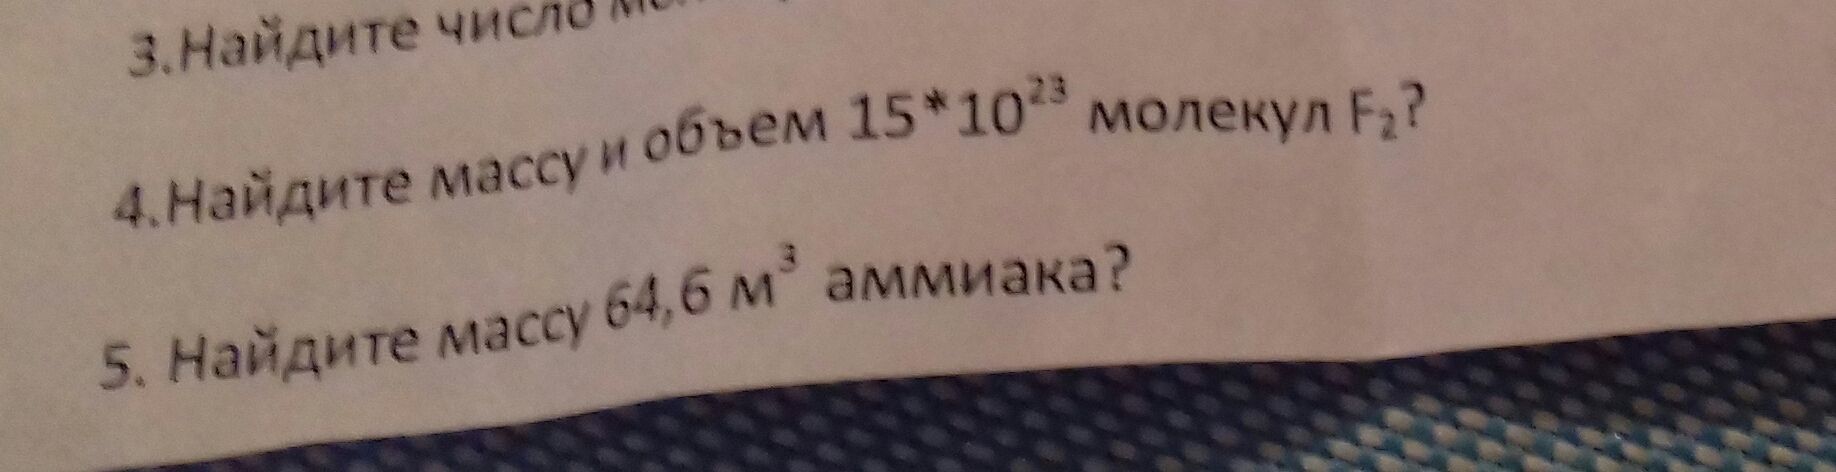 3.Найдите число
4.Найдите массу и объем 15*10²³ молекул F₂?
5. Найдите массу 64,6 м³ аммиака?